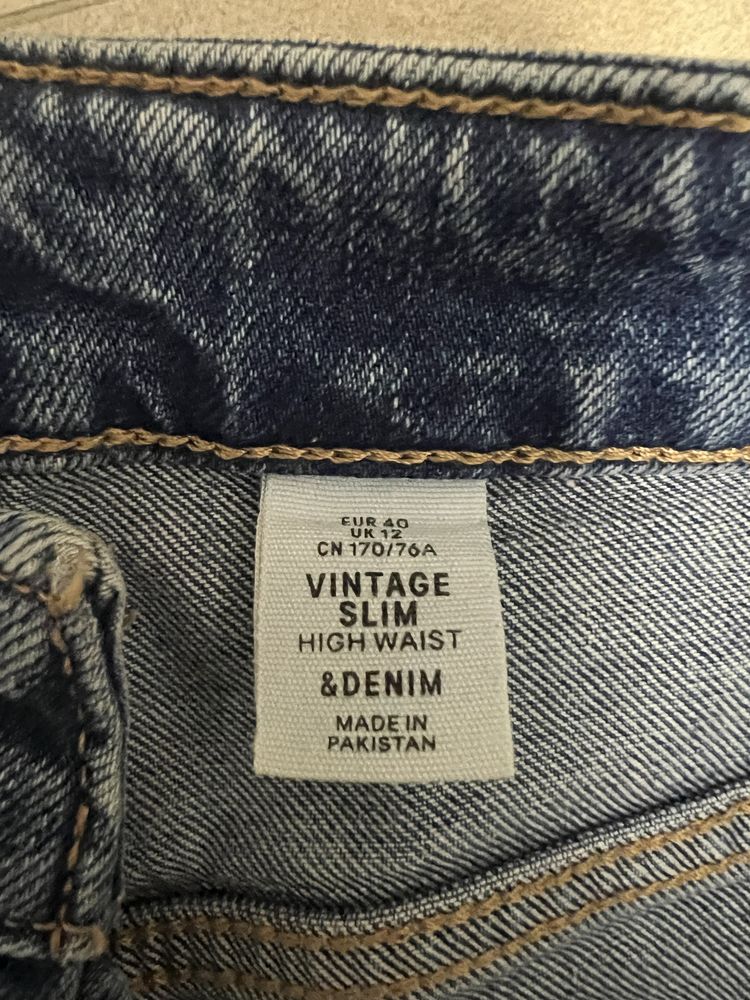 EUR 40
UK 12
CN 170/76A
VINTAGE
SLIM
HIGH WAIST
&DENIM
MADE IN
PAKISTAN